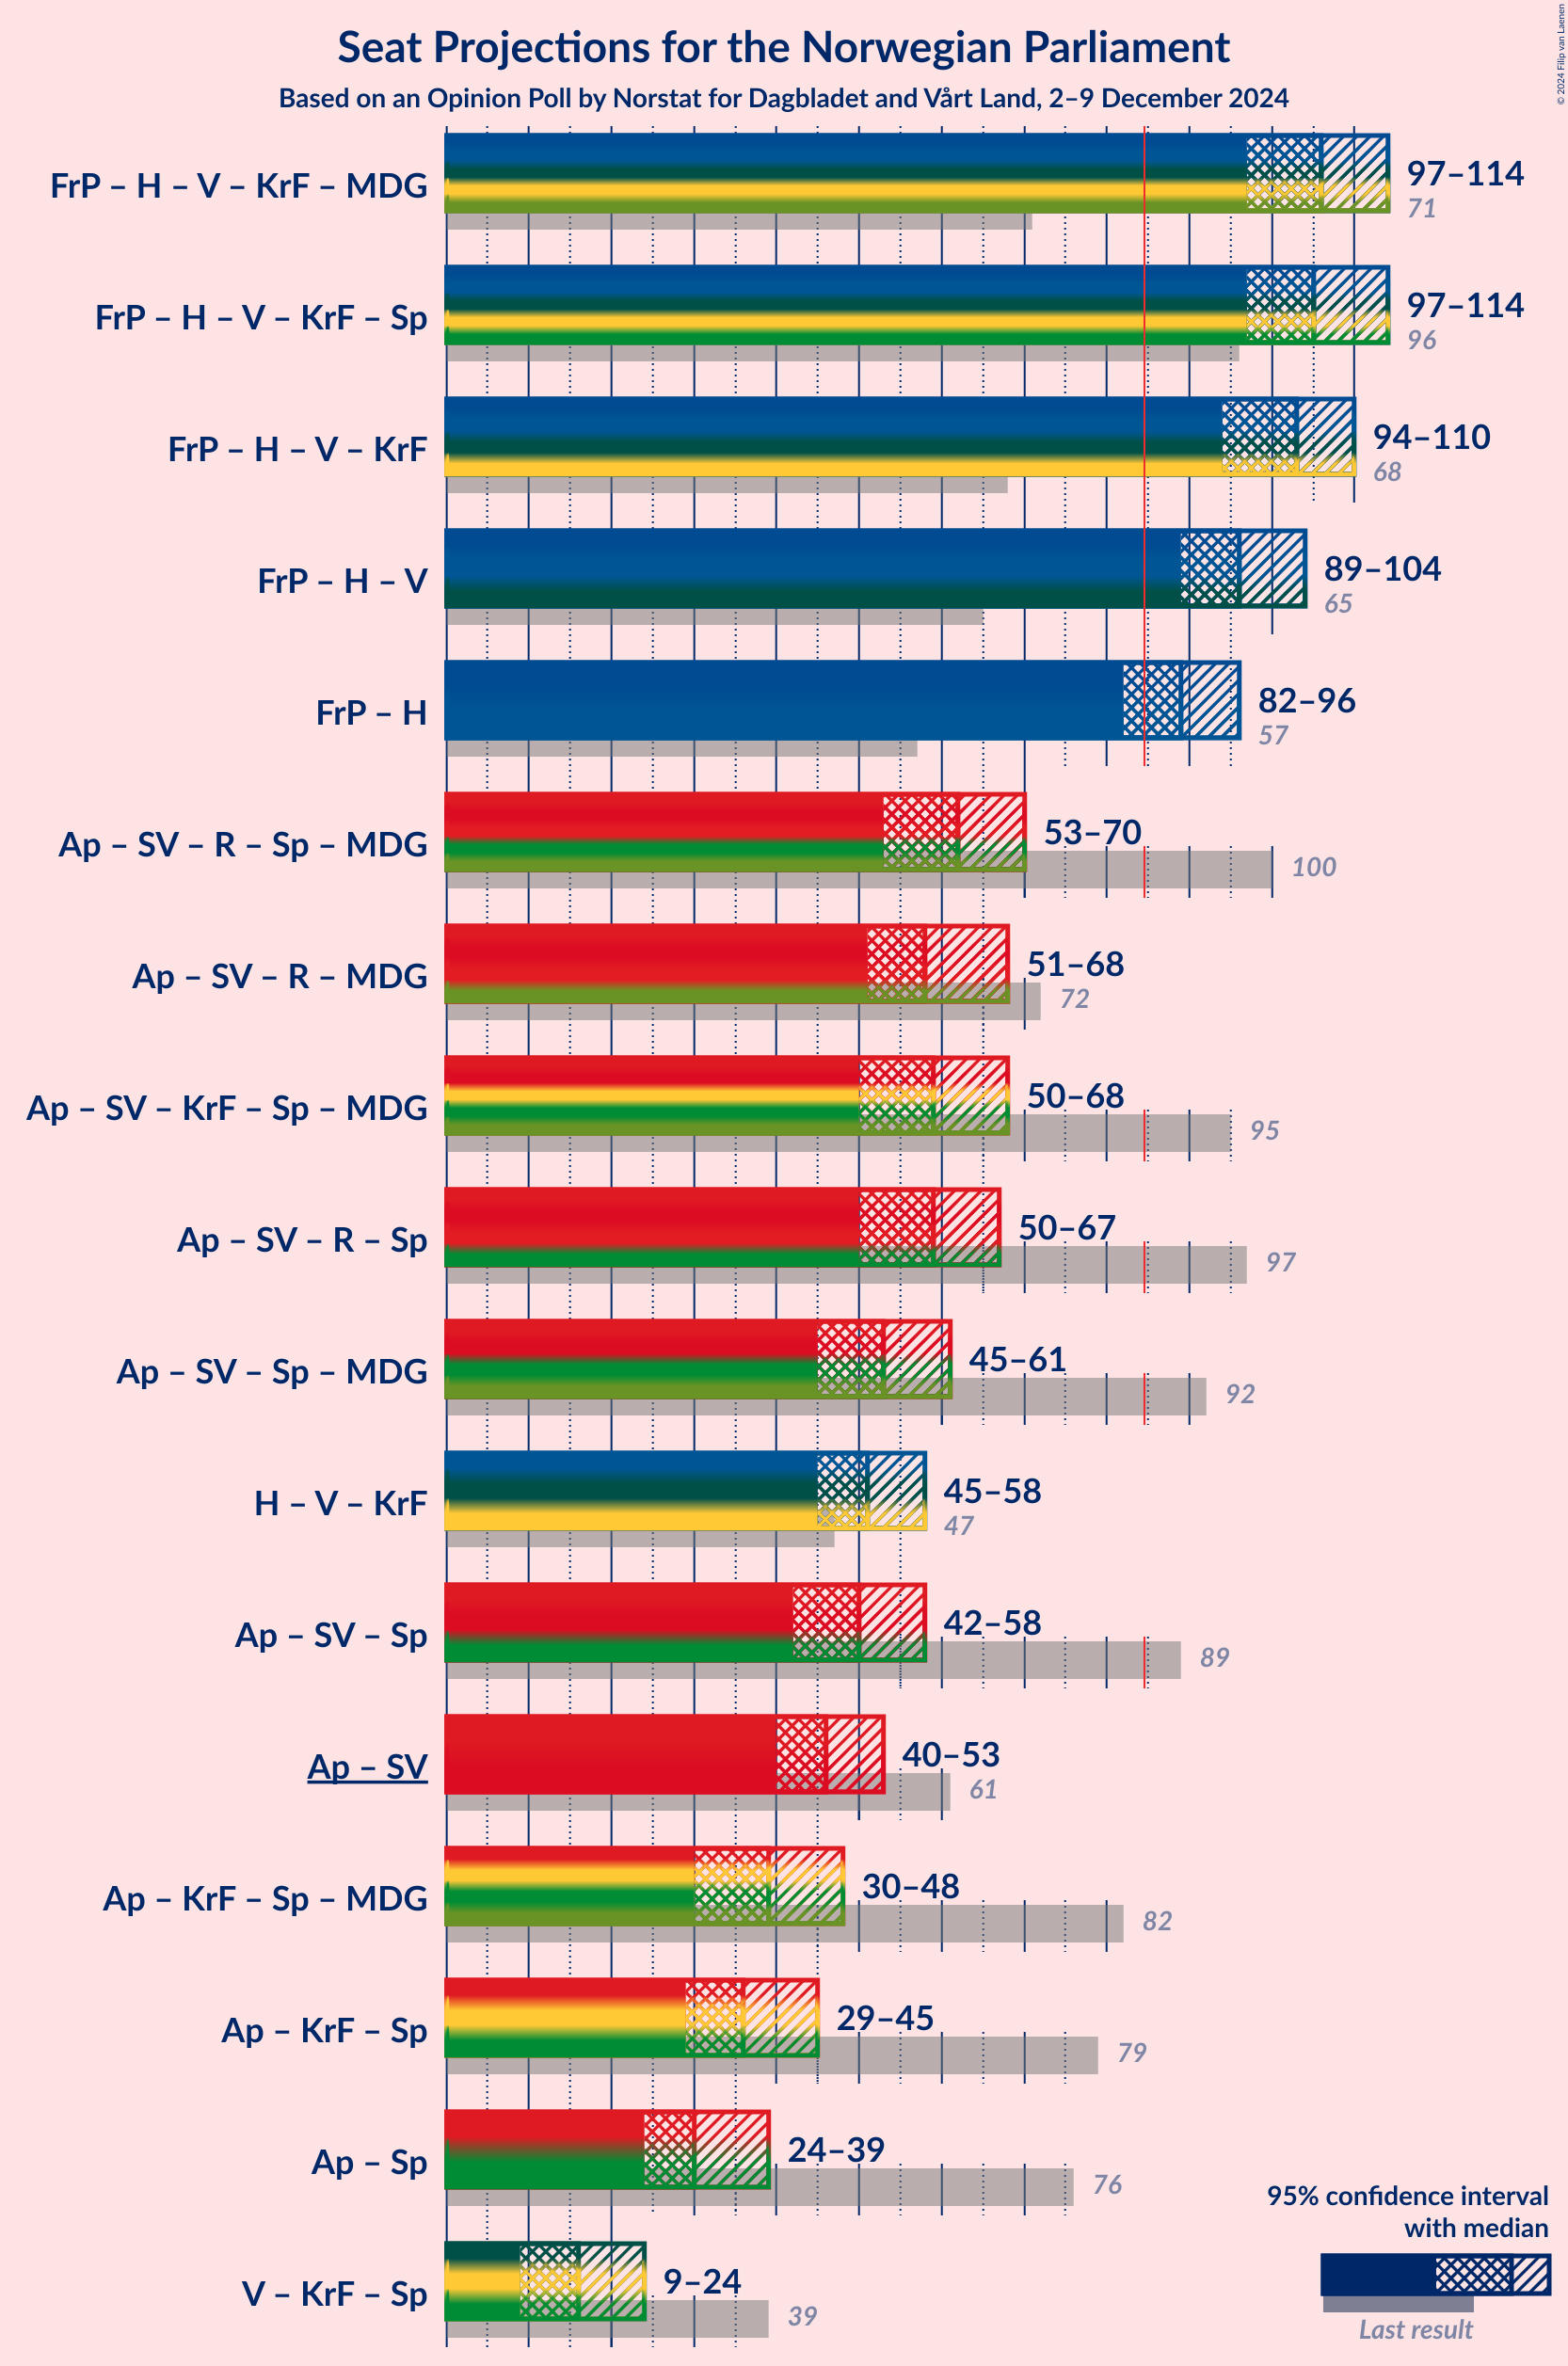 Seat Projections for the Norwegian Parliament
Based on an Opinion Poll by Norstat for Dagbladet and Vårt Land, 2–9 December 2024
© 2024 Filip van Laenen
FrP – H – V – KrF – MDG
97–114
71
FrP – H – V – KrF – Sp
97–114
96
FrP – H – V – KrF
94–110
68
FrP – H – V
89–104
65
FrP – H
82–96
57
Ap – SV – R – Sp – MDG
53–70
100
Ap – SV – R – MDG
51–68
72
Ap – SV – KrF – Sp – MDG
50–68
95
Ap – SV – R – Sp
50–67
97
Ap – SV – Sp – MDG
45–61
92
H – V – KrF
45–58
47
Ap – SV – Sp
42–58
89
Ap – SV
40–53
61
Ap – KrF – Sp – MDG
30–48
82
Ap – KrF – Sp
29–45
79
Ap – Sp
24–39
76
V – KrF – Sp
9–24
39
95% confidence interval
with median
Last result